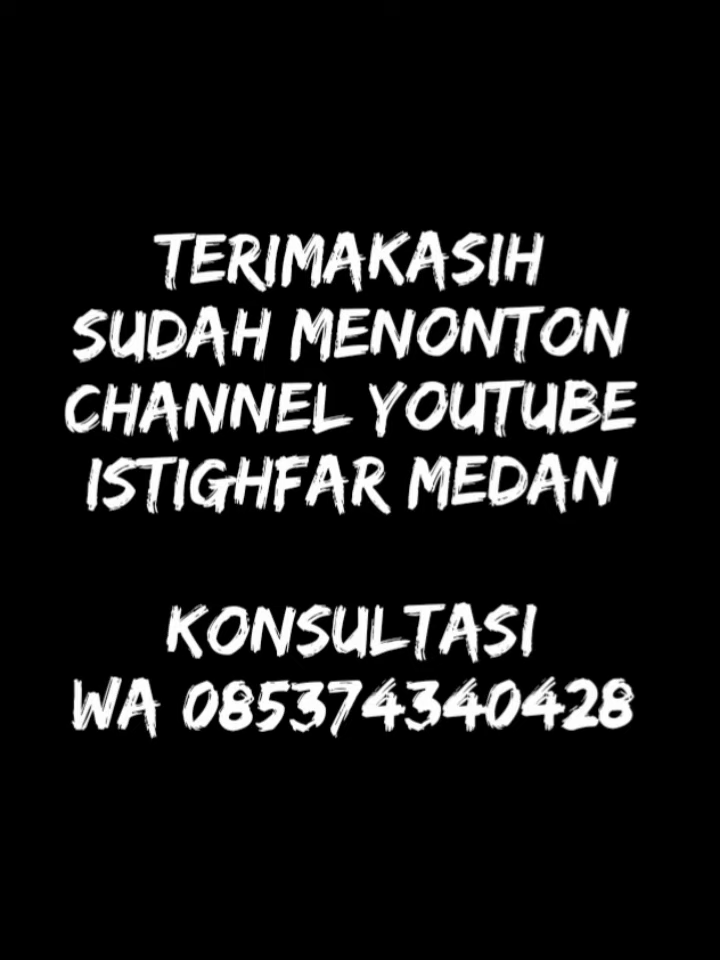 TERIMAKASIH
SUDAH MENONTON
CHANNEL YOUTUBE
ISTIGHFAR MEDAN
KONSULTASI
WA 085374340428